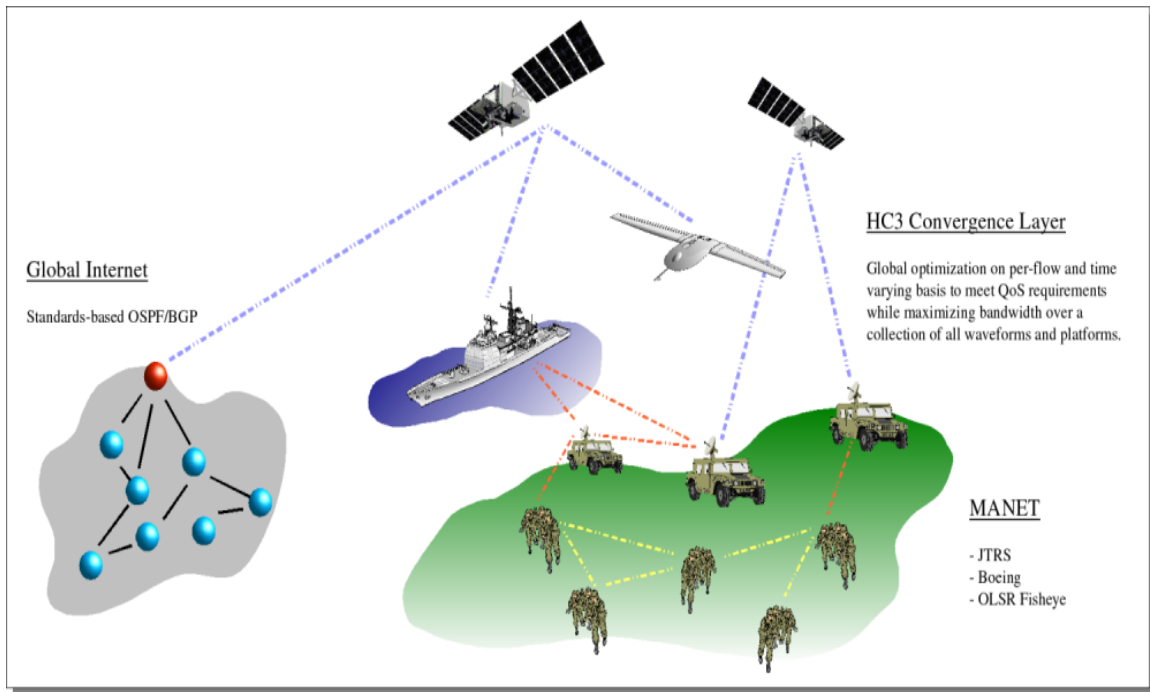 Global Internet
Standards-based OSPF/BGP
HC3 Convergence Layer
Global optimization on per-flow and time
varying basis to meet QoS requirements
while maximizing bandwidth over a
collection of all waveforms and platforms.
MANET
- JTRS
- Boeing
- OLSR Fisheye